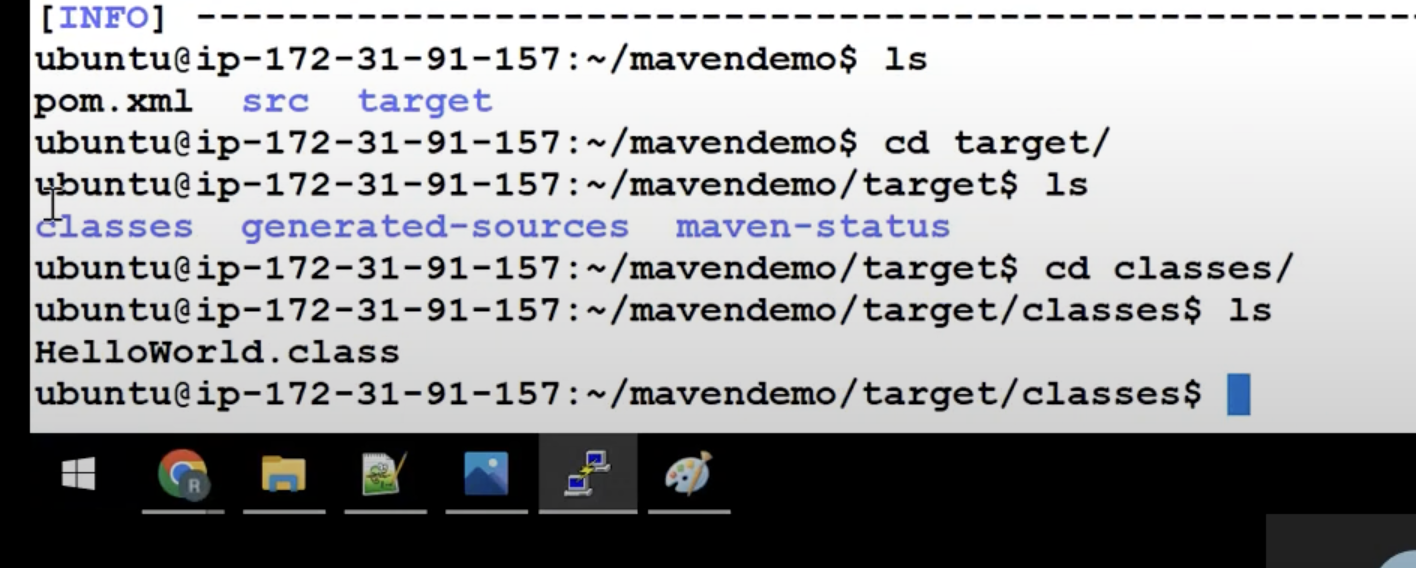 [INFO] ------------------------------------------------------------------------
ubuntu@ip-172-31-91-157:~/mavendemo$ ls
pom.xml  src  target
ubuntu@ip-172-31-91-157:~/mavendemo$ cd target/
ubuntu@ip-172-31-91-157:~/mavendemo/target$ ls
classes  generated-sources  maven-status
ubuntu@ip-172-31-91-157:~/mavendemo/target$ cd classes/
ubuntu@ip-172-31-91-157:~/mavendemo/target/classes$ ls
HelloWorld.class
ubuntu@ip-172-31-91-157:~/mavendemo/target/classes$
R